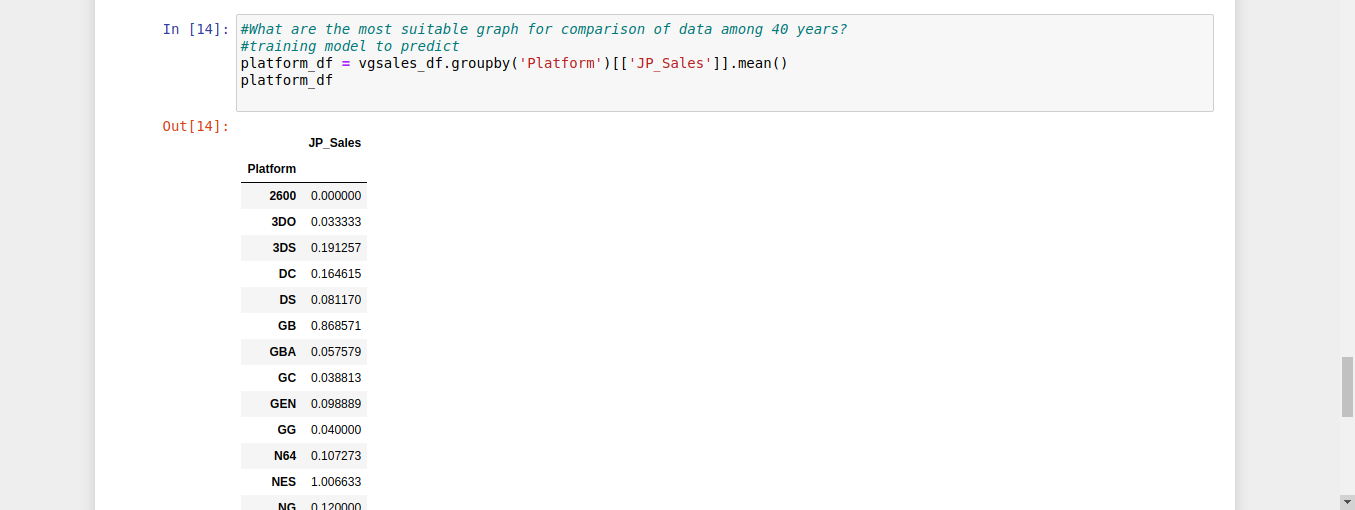 In [14]: #What are the most suitable graph for comparison of data among 40 years?
#training model to predict
platform_df = vgsales_df.groupby('Platform')[['JP_Sales']].mean()
platform_df
Out[14]:
JP_Sales
Platform
2600 0.000000
3DO 0.033333
3DS 0.191257
DC 0.164615
DS 0.081170
GB 0.868571
GBA 0.057579
GC 0.038813
GEN 0.098889
GG 0.040000
N64 0.107273
NES 1.006633
NG 0.120000